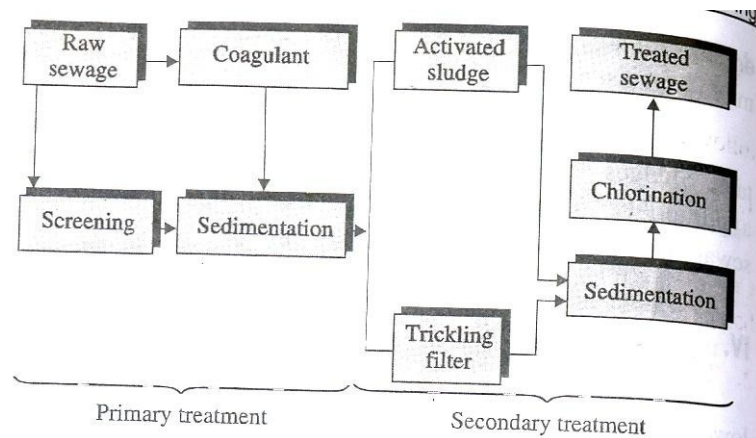 Raw
sewage
Coagulant
Activated
sludge
Treated
sewage
Chlorination
Screening
Sedimentation
Sedimentation
Trickling
filter
Primary treatment
Secondary treatment